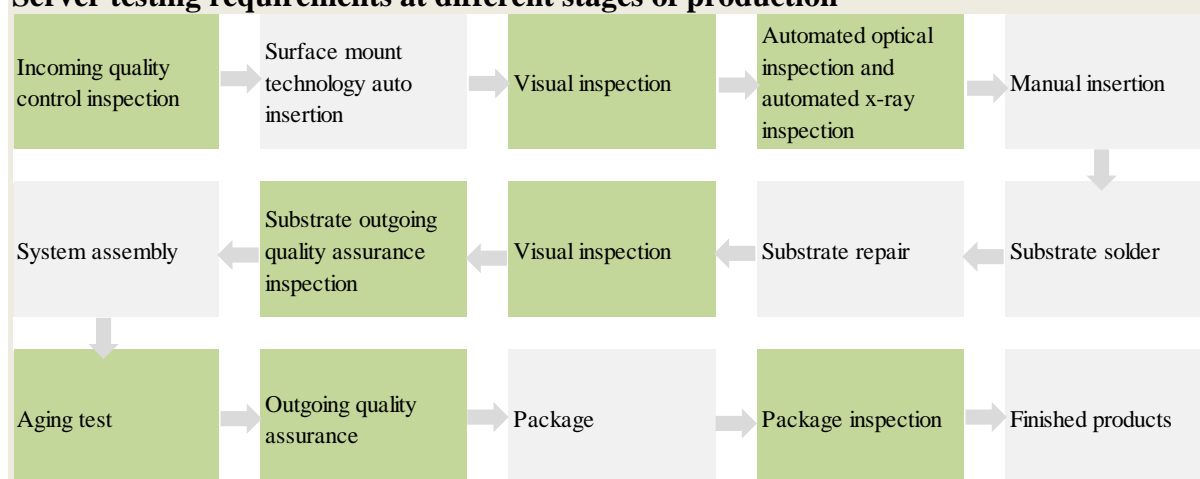 Server testing requirements at different stages of production
Incoming quality
control inspection
Surface mount
technology auto
insertion
Visual inspection
Automated optical
inspection and
automated x-ray
inspection
Manual insertion
System assembly
Substrate outgoing
quality assurance
inspection
Visual inspection
Substrate repair
Substrate solder
Aging test
Outgoing quality
assurance
Package
Package inspection
Finished products